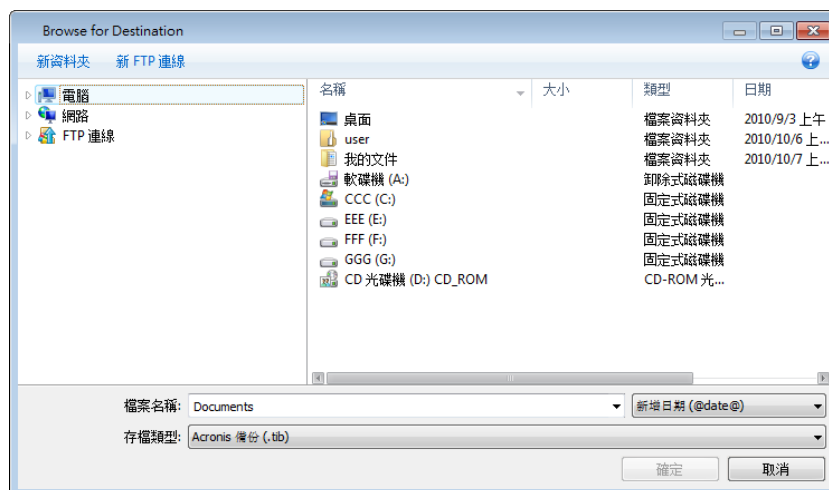 Browse for Destination
新資料夾 新 FTP 連線
電腦
網路
FTP 連線
名稱 大小 類型 日期
桌面 檔案資料夾 2010/9/3 上午
user 檔案資料夾 2010/10/6 上...
我的文件 檔案資料夾 2010/10/7 上...
軟碟機 (A:) 卸除式磁碟機
CCC (C:) 固定式磁碟機
EEE (E:) 固定式磁碟機
FFF (F:) 固定式磁碟機
GGG (G:) 固定式磁碟機
CD 光碟機 (D:) CD_ROM CD-ROM 光...
檔案名稱: Documents 新增日期 (@date@)
存檔類型: Acronis 備份 (.tib)
確定 取消